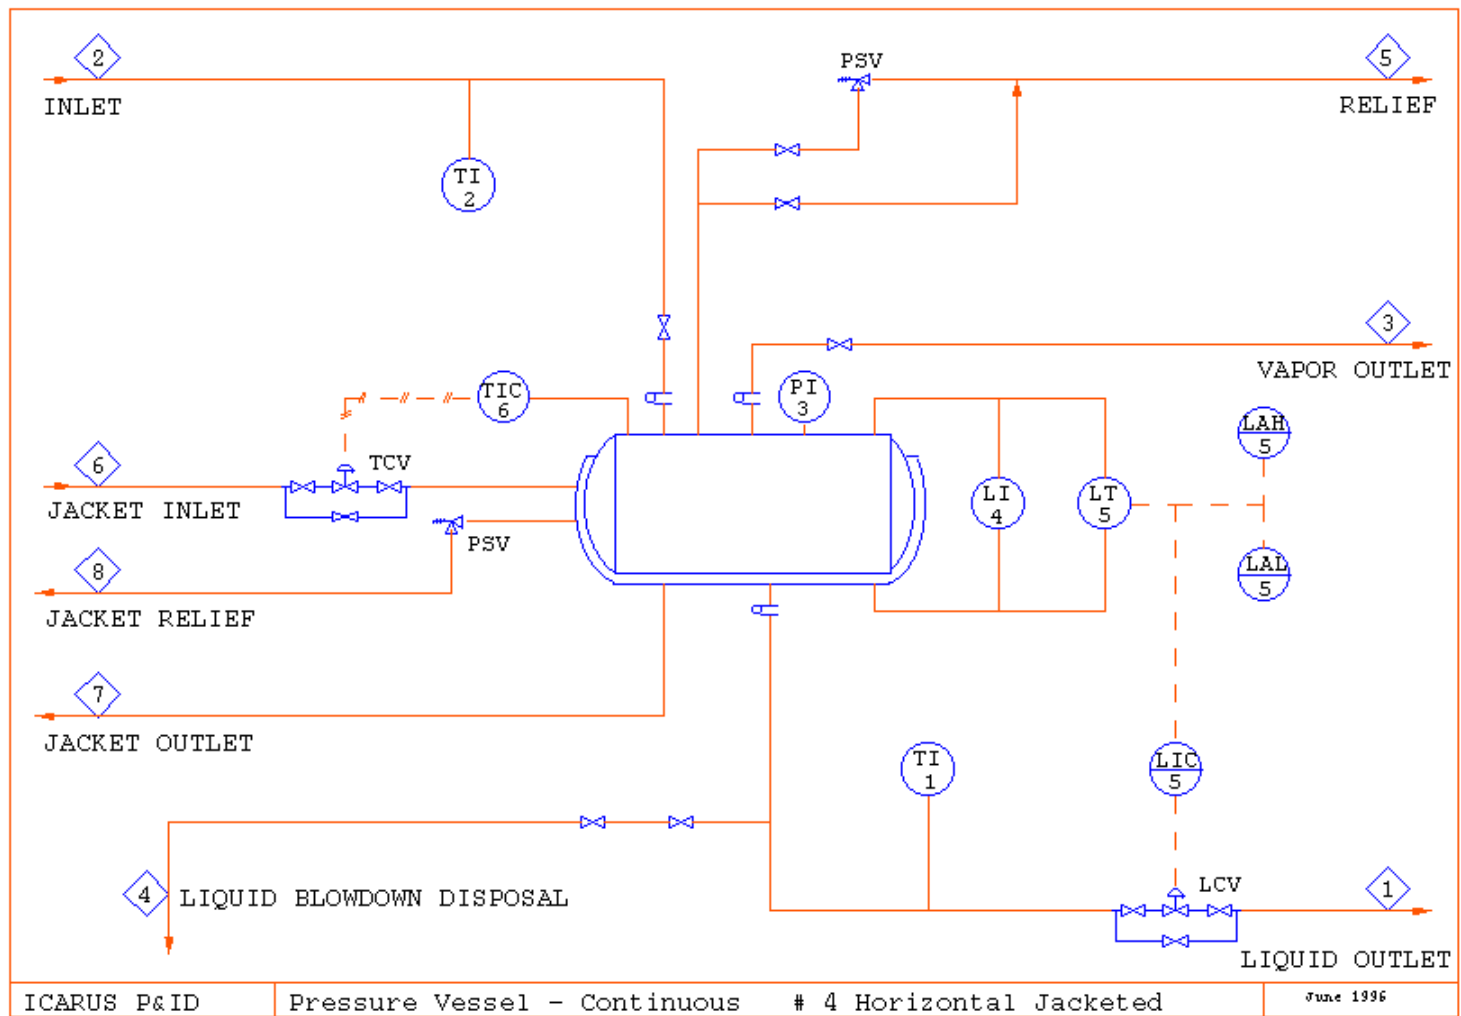 2
INLET
TI
2
PSV
5
RELIEF
3
VAPOR OUTLET
TIC
6
PI
3
LAH
5
6
TCV
JACKET INLET
LI
4
LT
5
PSV
8
JACKET RELIEF
LAL
5
7
JACKET OUTLET
TI
1
LIC
5
4
LIQUID BLOWDOWN DISPOSAL
LCV
1
LIQUID OUTLET
ICARUS P&ID
Pressure Vessel - Continuous # 4 Horizontal Jacketed
June 1996